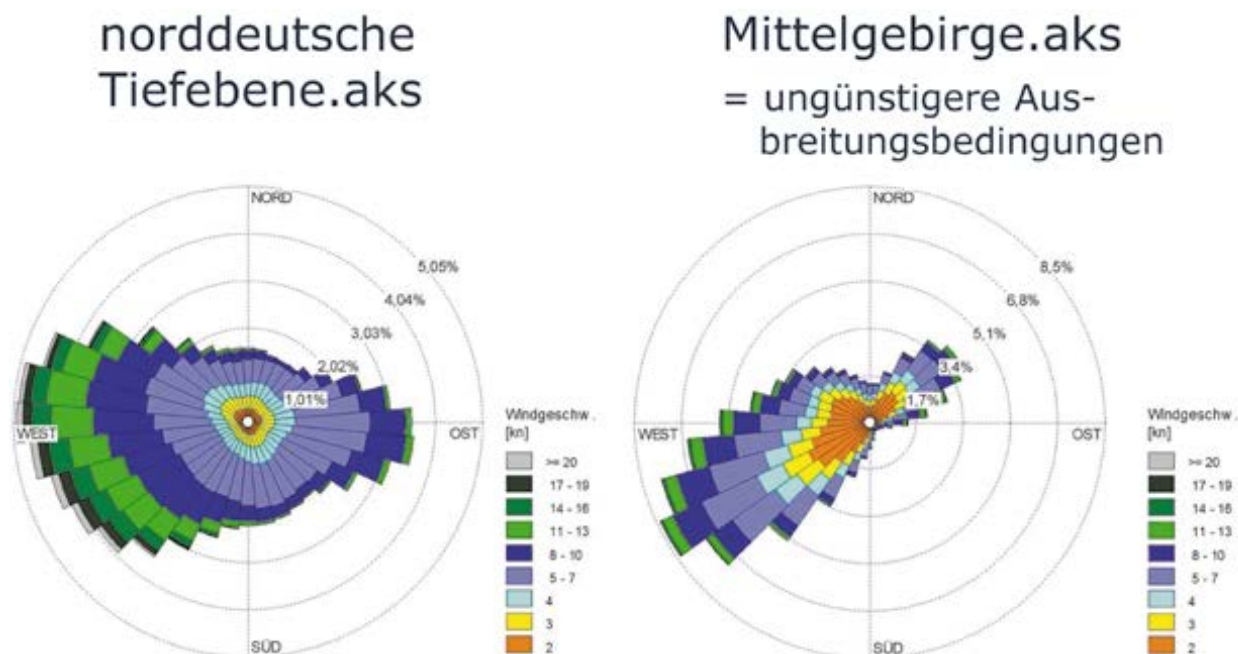 norddeutsche
Tiefebene.aks
NORD
5,05%
4,04%
3,03%
2,02%
1,01%
WEST
OST
SÜD
Windgeschw.
[kn]
>= 20
17 - 19
14 - 16
11 - 13
8 - 10
5 - 7
4
3
2
Mittelgebirge.aks
= ungünstigere Aus-
breitungsbedingungen
NORD
8,5%
6,8%
5,1%
3,4%
1,7%
WEST
OST
SÜD
Windgeschw.
[kn]
>= 20
17 - 19
14 - 16
11 - 13
8 - 10
5 - 7
4
3
2